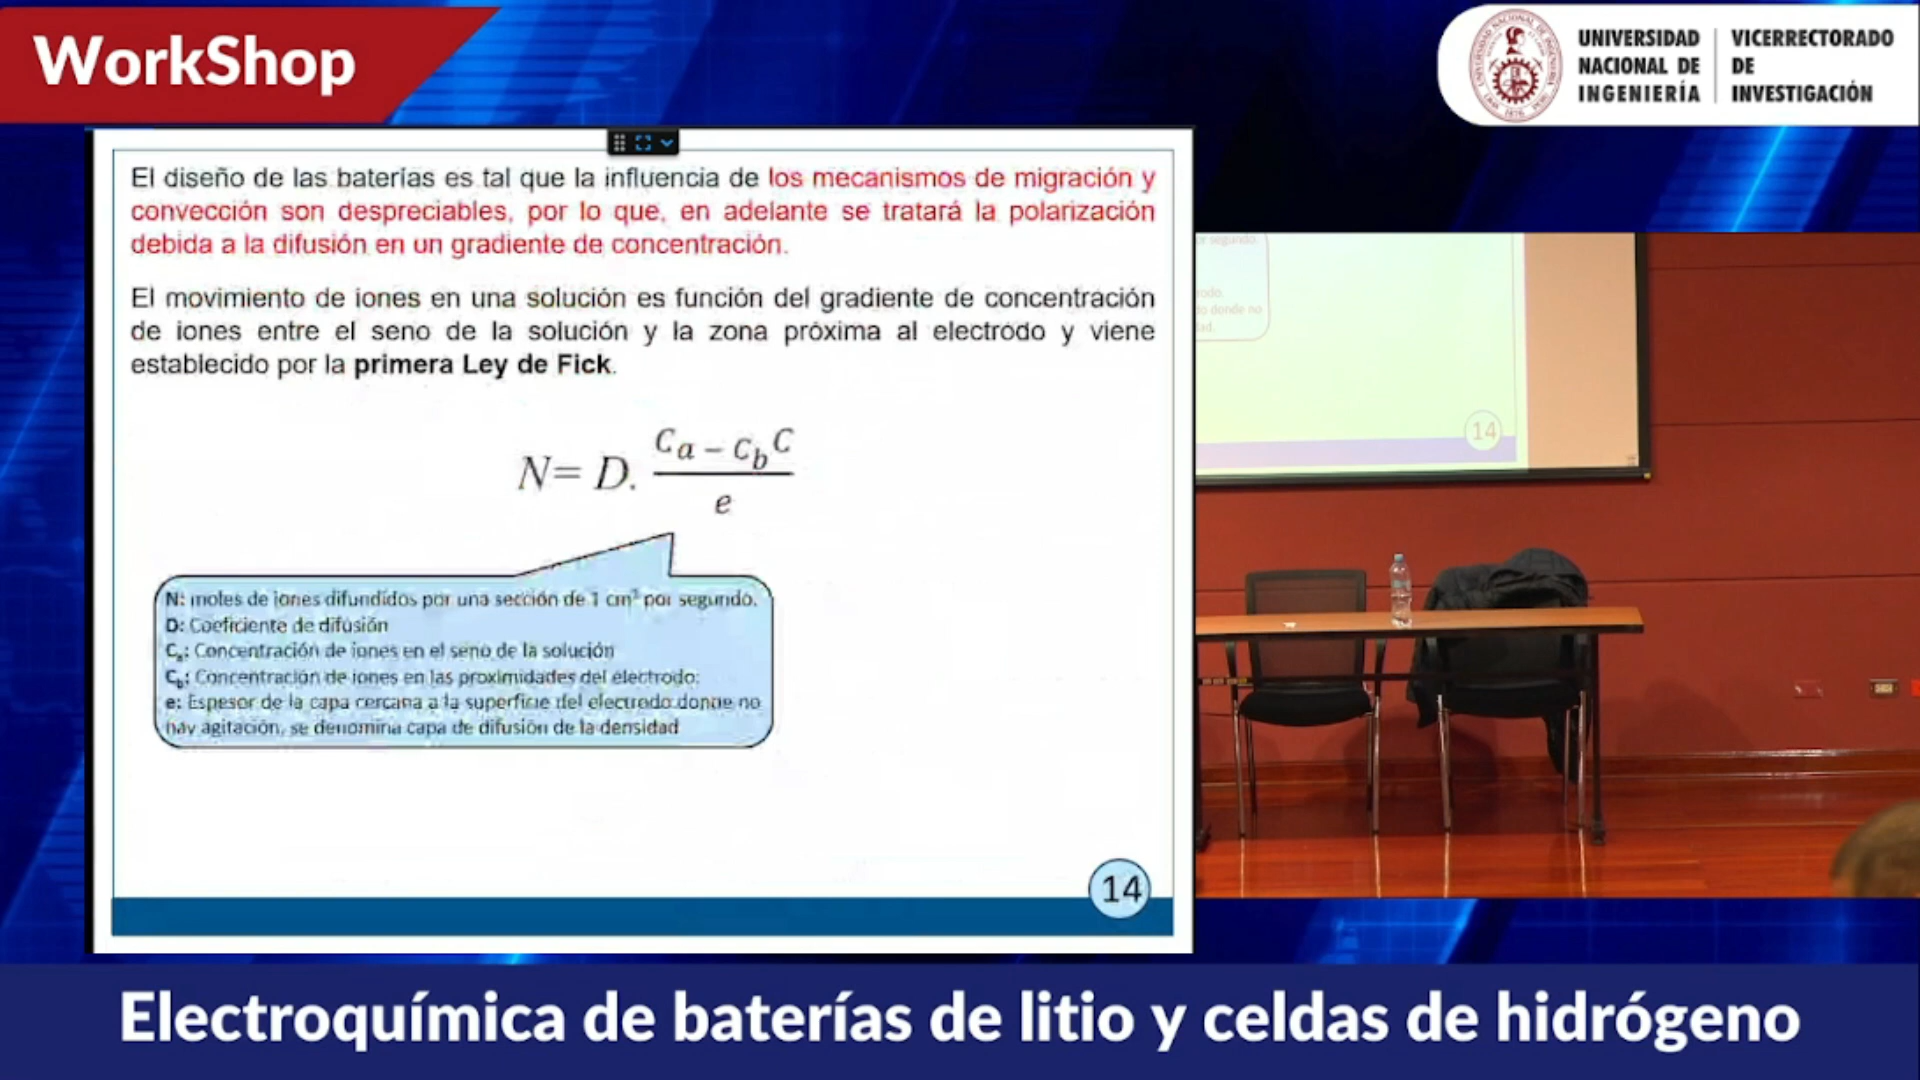 WorkShop
UNIVERSIDAD
NACIONAL DE
INGENIERÍA
VICERRECTORADO
DE
INVESTIGACIÓN
El diseño de las baterías es tal que la influencia de los mecanismos de migración y
convección son despreciables, por lo que, en adelante se tratará la polarización
debida a la difusión en un gradiente de concentración.
El movimiento de iones en una solución es función del gradiente de concentración
de iones entre el seno de la solución y la zona próxima al electrodo y viene
establecido por la primera Ley de Fick.
N= D. (Ca - CbC)/e
N: moles de iones difundidos por una sección de 1 cm² por segundo.
D: Coeficiente de difusión
Ca: Concentración de iones en el seno de la solución
Cb: Concentración de iones en las proximidades del electrodo:
e: Espesor de la capa cercana a la superficie del electrodo donde no
hay agitación, se denomina capa de difusión de la densidad
14
or segundo.
rodo.
do donde no
dad.
14
Electroquímica de baterías de litio y celdas de hidrógeno